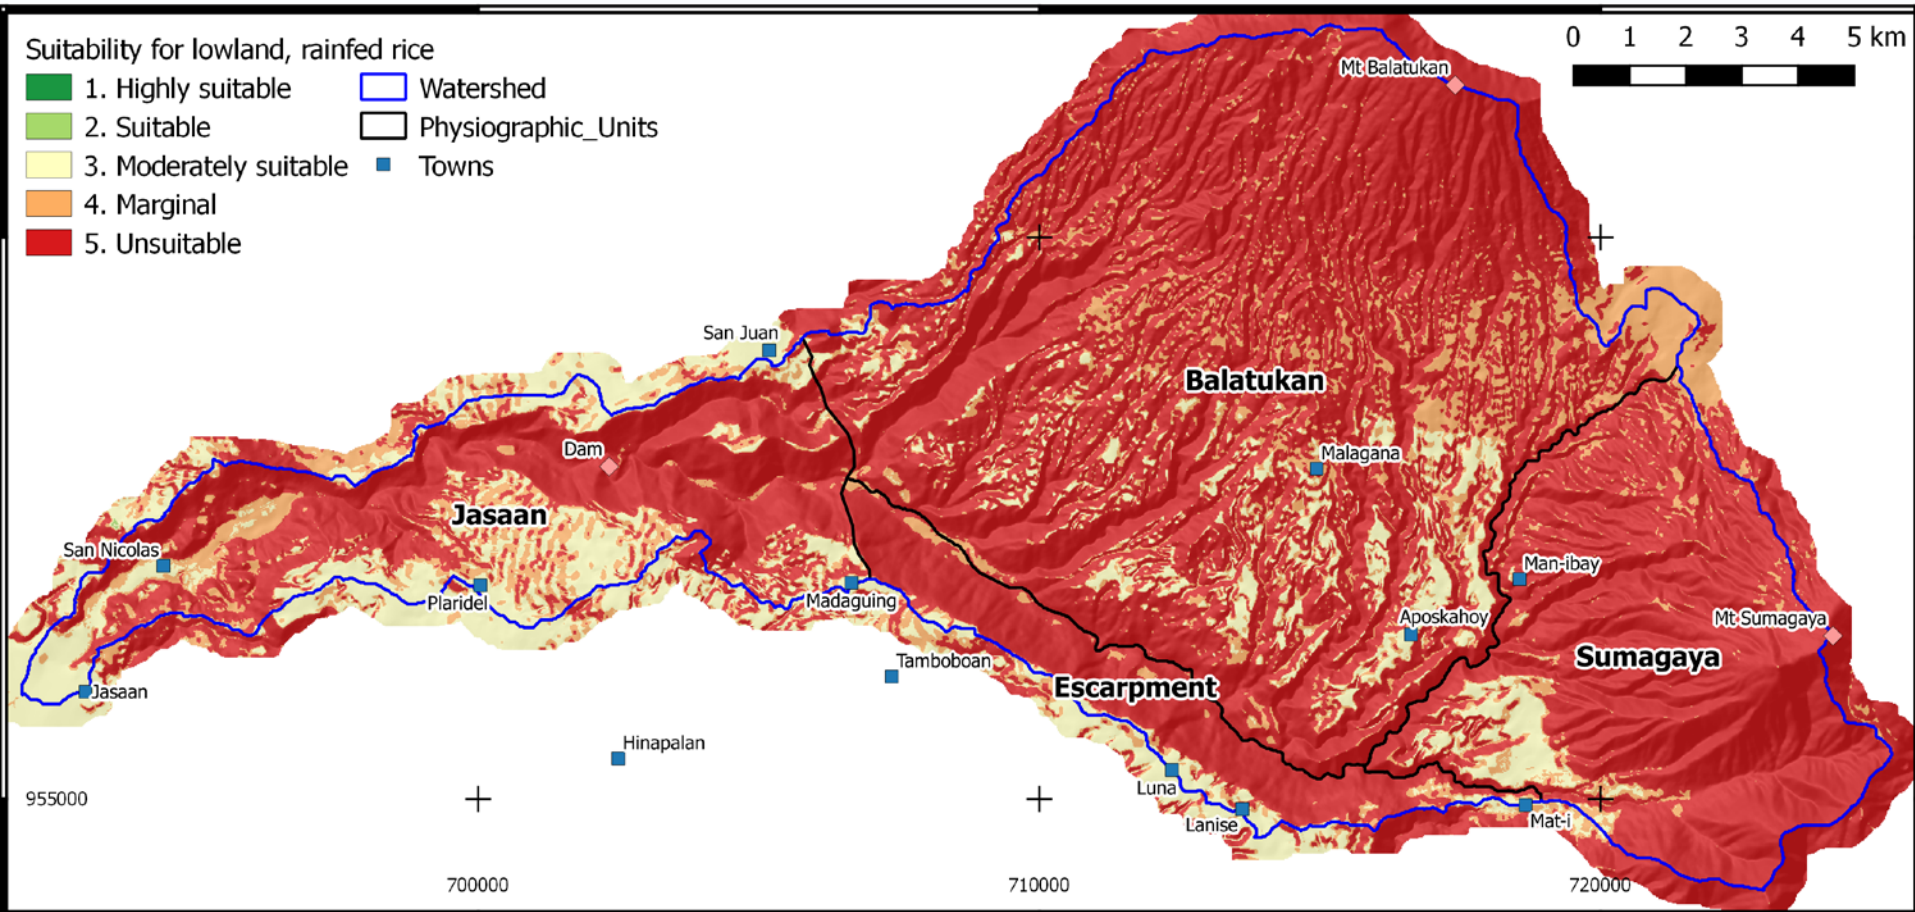 Suitability for lowland, rainfed rice
1. Highly suitable
2. Suitable
3. Moderately suitable
4. Marginal
5. Unsuitable
Watershed
Physiographic_Units
Towns
0 1 2 3 4 5 km
Mt Balatukan
San Juan
Balatukan
Dam
Malagana
Jasaan
San Nicolas
Man-ibay
Plaridel
Madaguing
Aposkahoy
Mt Sumagaya
Tamboboan
Sumagaya
Jasaan
Escarpment
Hinapalan
Luna
955000
Lanise
Mat-i
700000
710000
720000